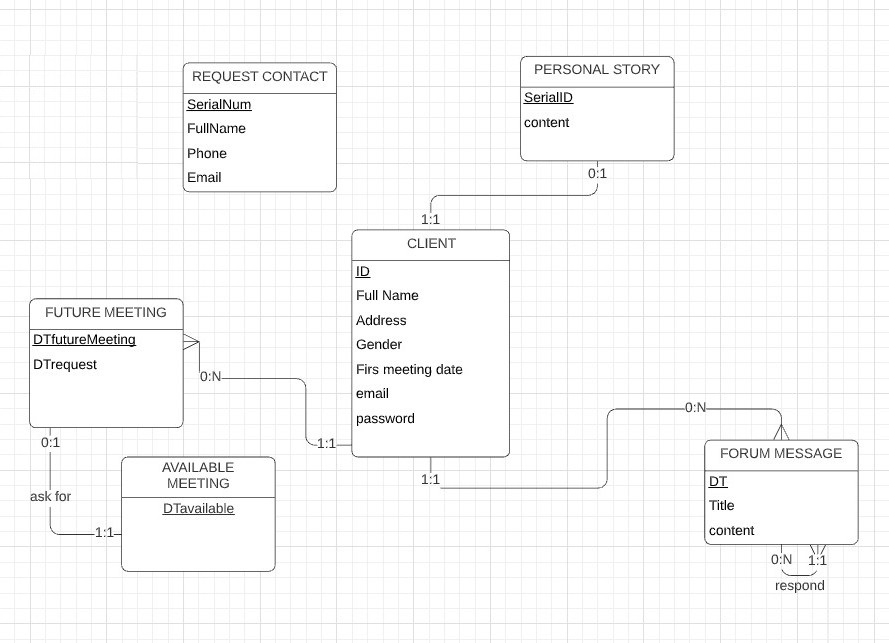 REQUEST CONTACT
SerialNum
FullName
Phone
Email
PERSONAL STORY
SerialID
content
0:1
1:1
CLIENT
ID
Full Name
Address
Gender
Firs meeting date
email
password
FUTURE MEETING
DTfutureMeeting
DTrequest
0:N
1:1
0:1
ask for
1:1
AVAILABLE
MEETING
DTavailable
1:1
0:N
FORUM MESSAGE
DT
Title
content
0:N
1:1
respond